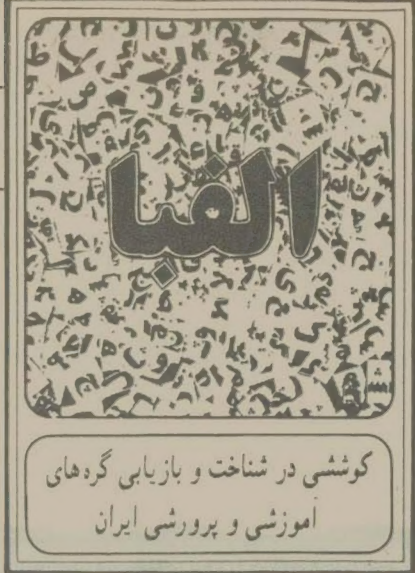 الفبا
کوششی در شناخت و بازیابی گره‌های
آموزشی و پرورشی ایران